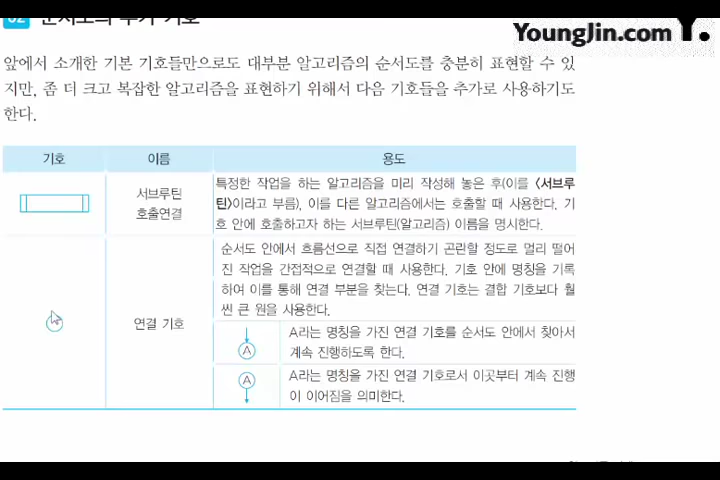 02 순서도의 추가 기호
YoungJin.com Y.
앞에서 소개한 기본 기호들만으로도 대부분 알고리즘의 순서도를 충분히 표현할 수 있
지만, 좀 더 크고 복잡한 알고리즘을 표현하기 위해서 다음 기호들을 추가로 사용하기도
한다.
기호 이름 용도
서브루틴
호출연결
특정한 작업을 하는 알고리즘을 미리 작성해 놓은 후(이를 〈서브루
틴〉이라고 부름), 이를 다른 알고리즘에서는 호출할 때 사용한다. 기
호 안에 호출하고자 하는 서브루틴(알고리즘) 이름을 명시한다.
연결 기호
순서도 안에서 흐름선으로 직접 연결하기 곤란할 정도로 멀리 떨어
진 작업을 간접적으로 연결할 때 사용한다. 기호 안에 명칭을 기록
하여 이를 통해 연결 부분을 찾는다. 연결 기호는 결합 기호보다 훨
씬 큰 원을 사용한다.
A
A라는 명칭을 가진 연결 기호를 순서도 안에서 찾아서
계속 진행하도록 한다.
A
A라는 명칭을 가진 연결 기호로서 이곳부터 계속 진행
이 이어짐을 의미한다.